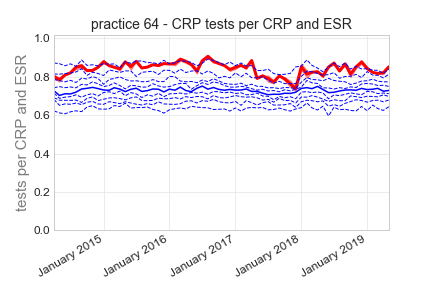 practice 64 - CRP tests per CRP and ESR
tests per CRP and ESR
1.0
0.8
0.6
0.4
0.2
0.0
January 2015
January 2016
January 2017
January 2018
January 2019